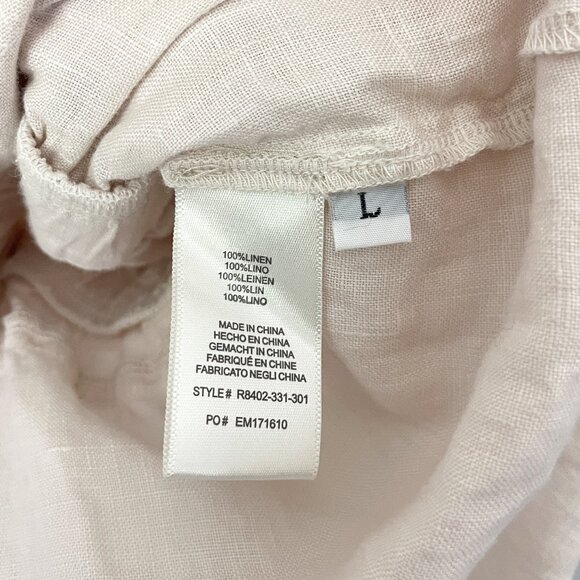 100%LINEN
100%LINO
100%LEINEN
100%LIN
100%LINO
MADE IN CHINA
HECHO EN CHINA
GEMACHT IN CHINA
FABRIQUÉ EN CHINE
FABRICATO NEGLI CHINA
STYLE# R8402-331-301
PO# EM171610
L